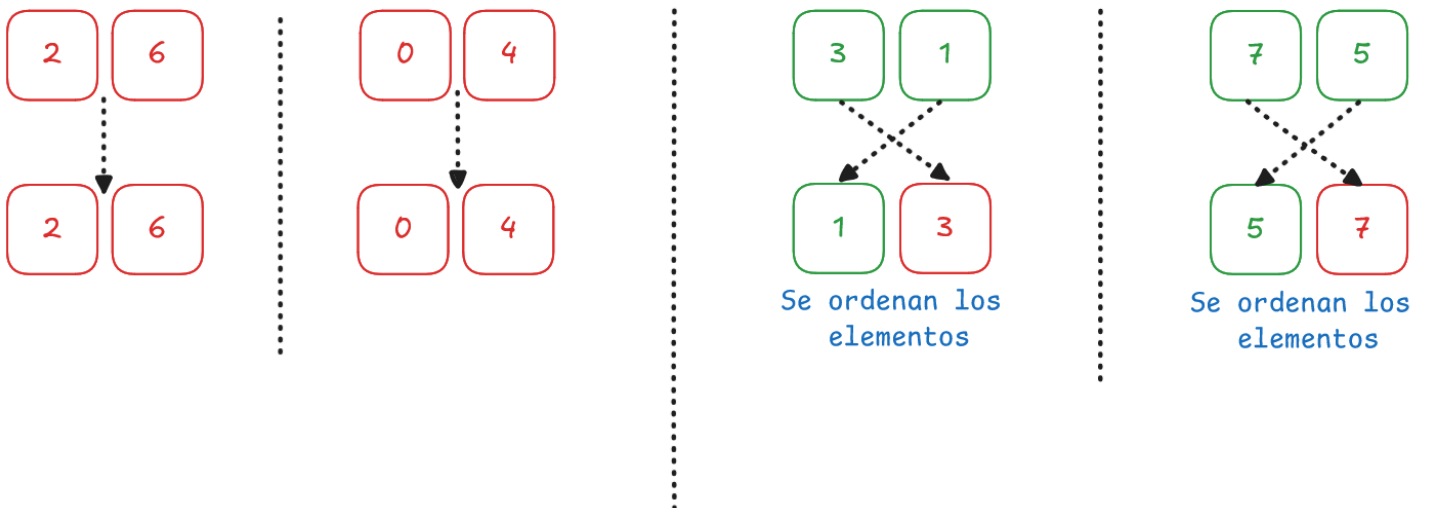 2 6 0 4 3 1 7 5
2 6 0 4 1 3 5 7
Se ordenan los
elementos
Se ordenan los
elementos